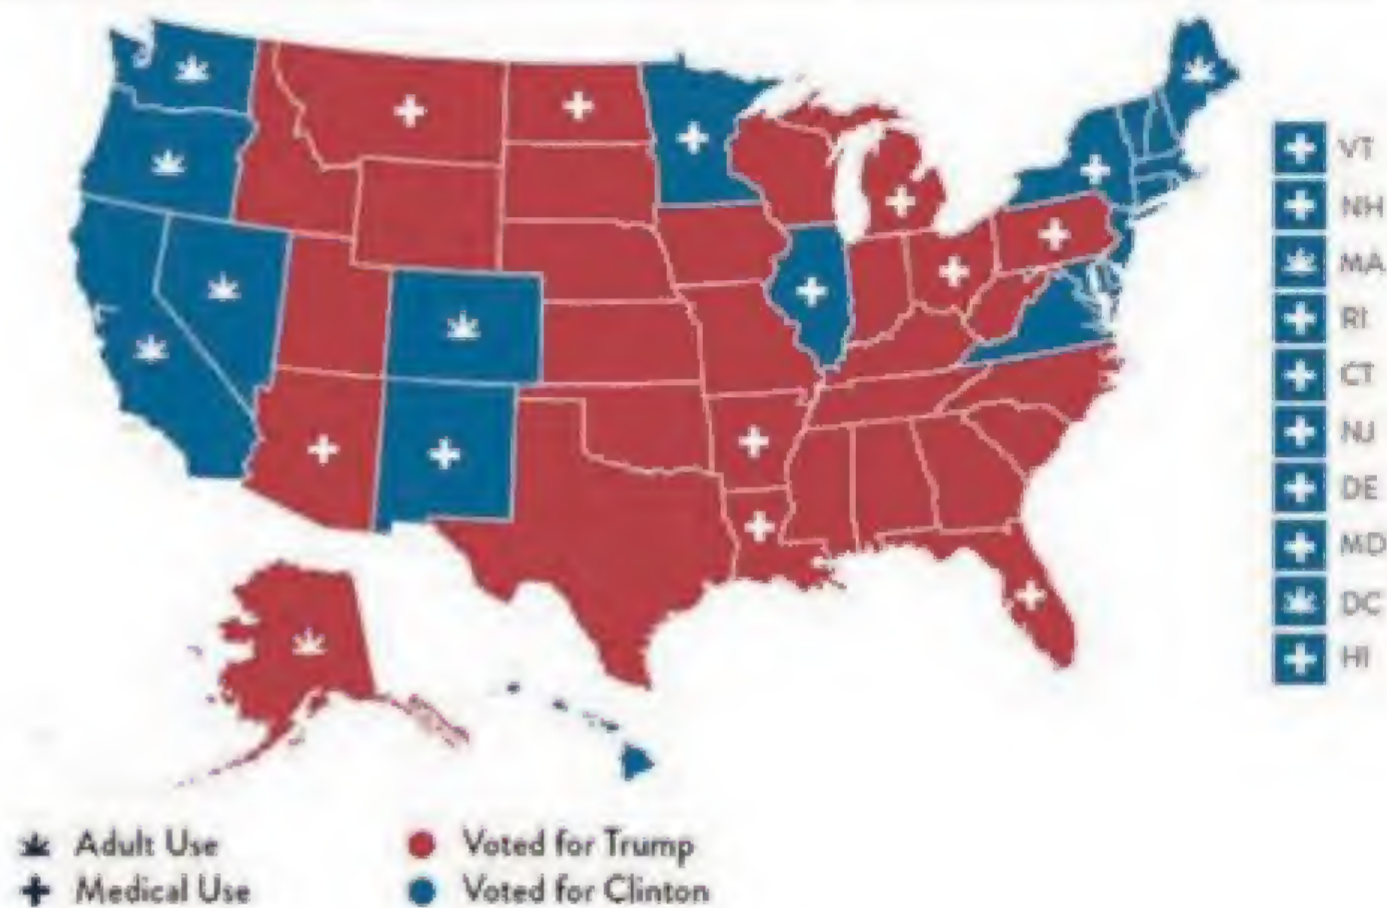 VT
NH
MA
RI
CT
NJ
DE
MD
DC
HI
Adult Use
Voted for Trump
Medical Use
Voted for Clinton